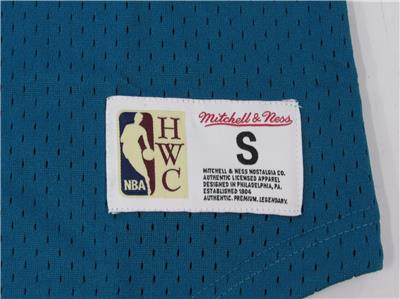 Mitchell & Ness
S
MITCHELL & NESS NOSTALGIA CO.
AUTHENTIC LICENSED APPAREL
DESIGNED IN PHILADELPHIA, PA.
ESTABLISHED 1904
AUTHENTIC. PREMIUM. LEGENDARY.
NBA
H
W
C